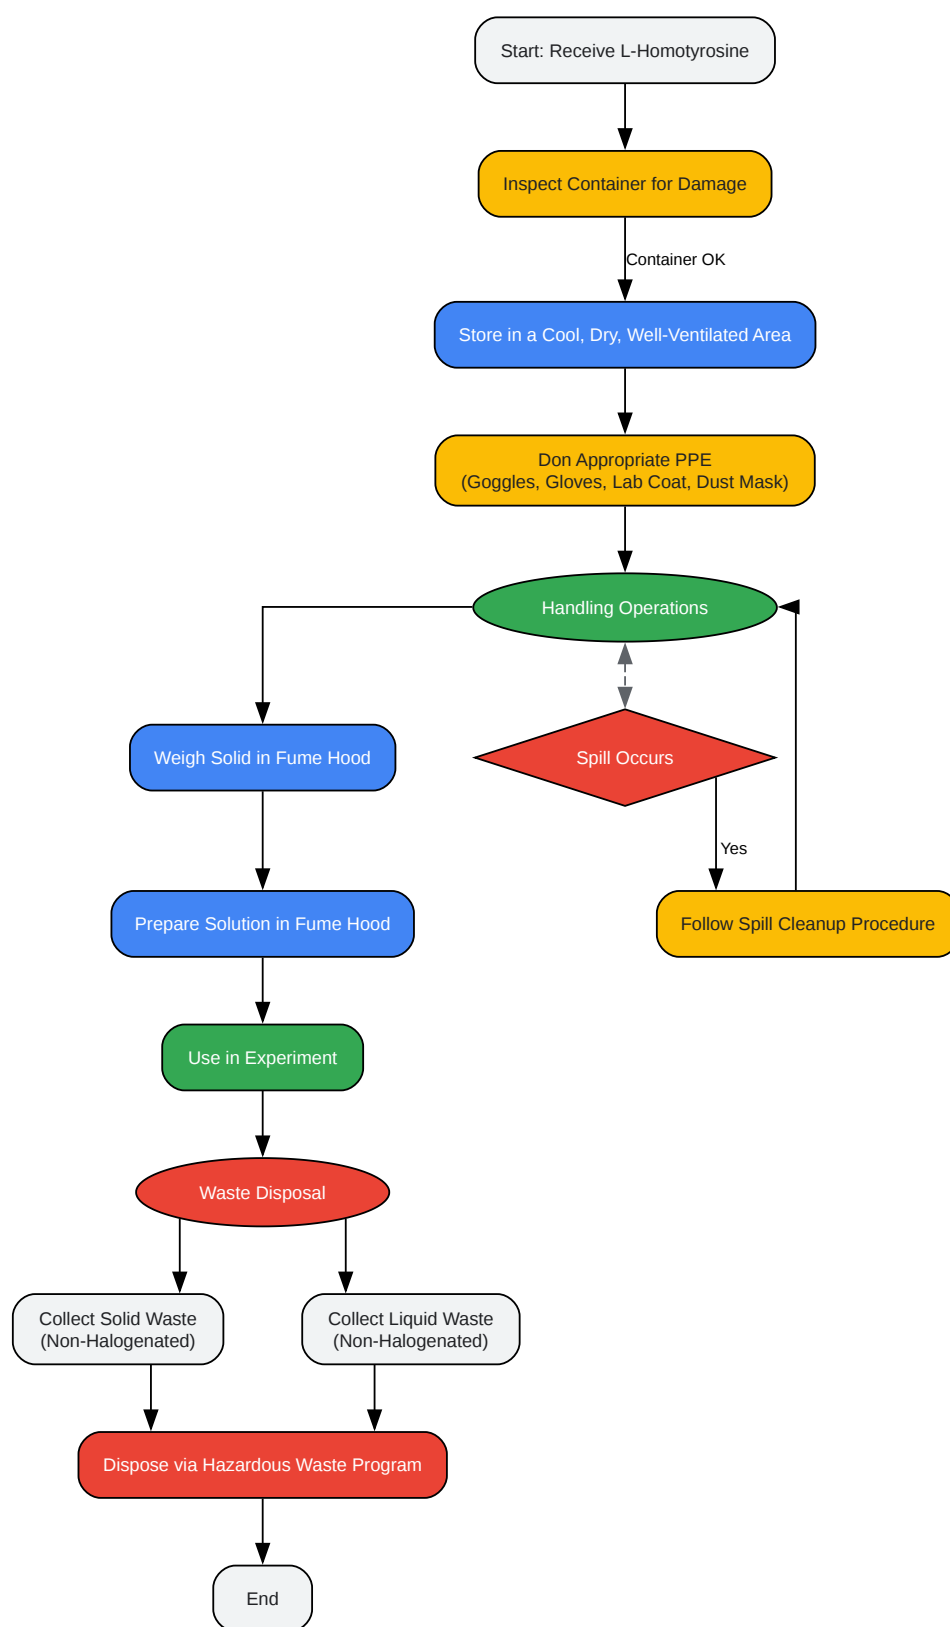 Start: Receive L-Homotyrosine
Inspect Container for Damage
Container OK
Store in a Cool, Dry, Well-Ventilated Area
Don Appropriate PPE
(Goggles, Gloves, Lab Coat, Dust Mask)
Handling Operations
Weigh Solid in Fume Hood
Spill Occurs
Yes
Prepare Solution in Fume Hood
Follow Spill Cleanup Procedure
Use in Experiment
Waste Disposal
Collect Solid Waste
(Non-Halogenated)
Collect Liquid Waste
(Non-Halogenated)
Dispose via Hazardous Waste Program
End